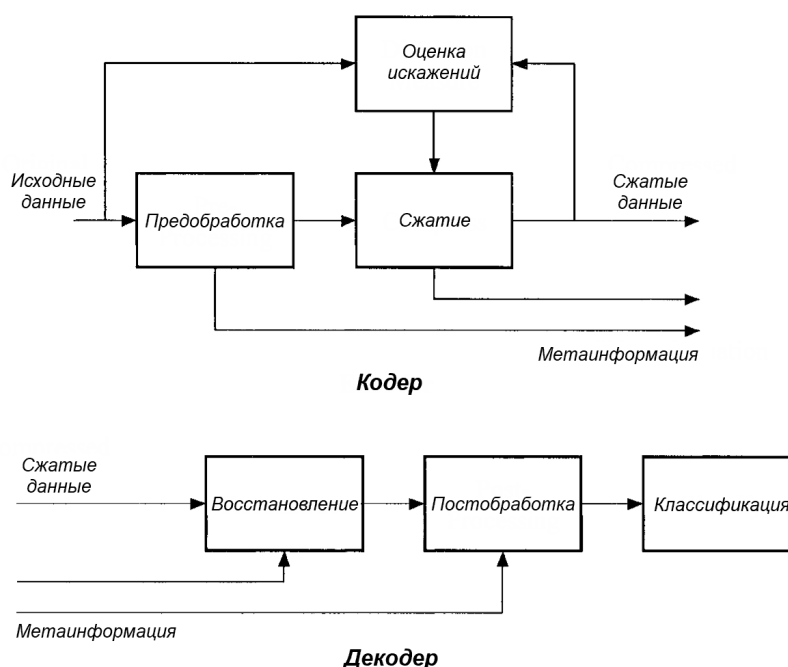 Оценка
искажений
Исходные
данные
Предобработка
Сжатие
Сжатые
данные
Метаинформация
Кодер
Сжатые
данные
Восстановление
Постобработка
Классификация
Метаинформация
Декодер